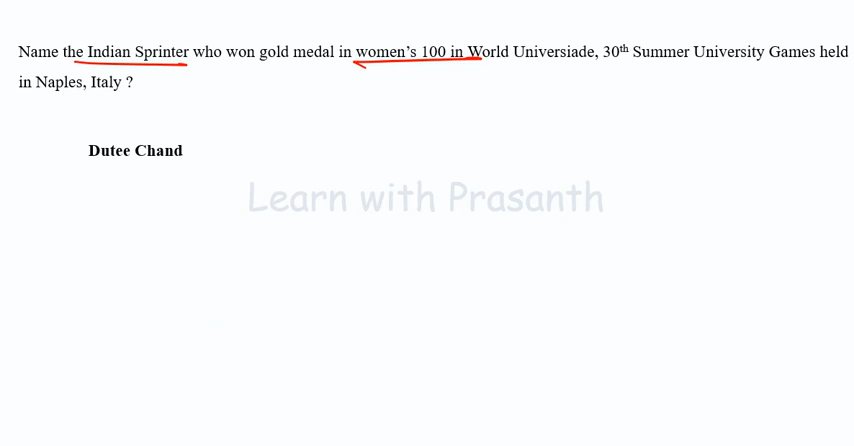 Name the Indian Sprinter who won gold medal in women’s 100 in World Universiade, 30th Summer University Games held
in Naples, Italy ?
Dutee Chand
Learn with Prasanth